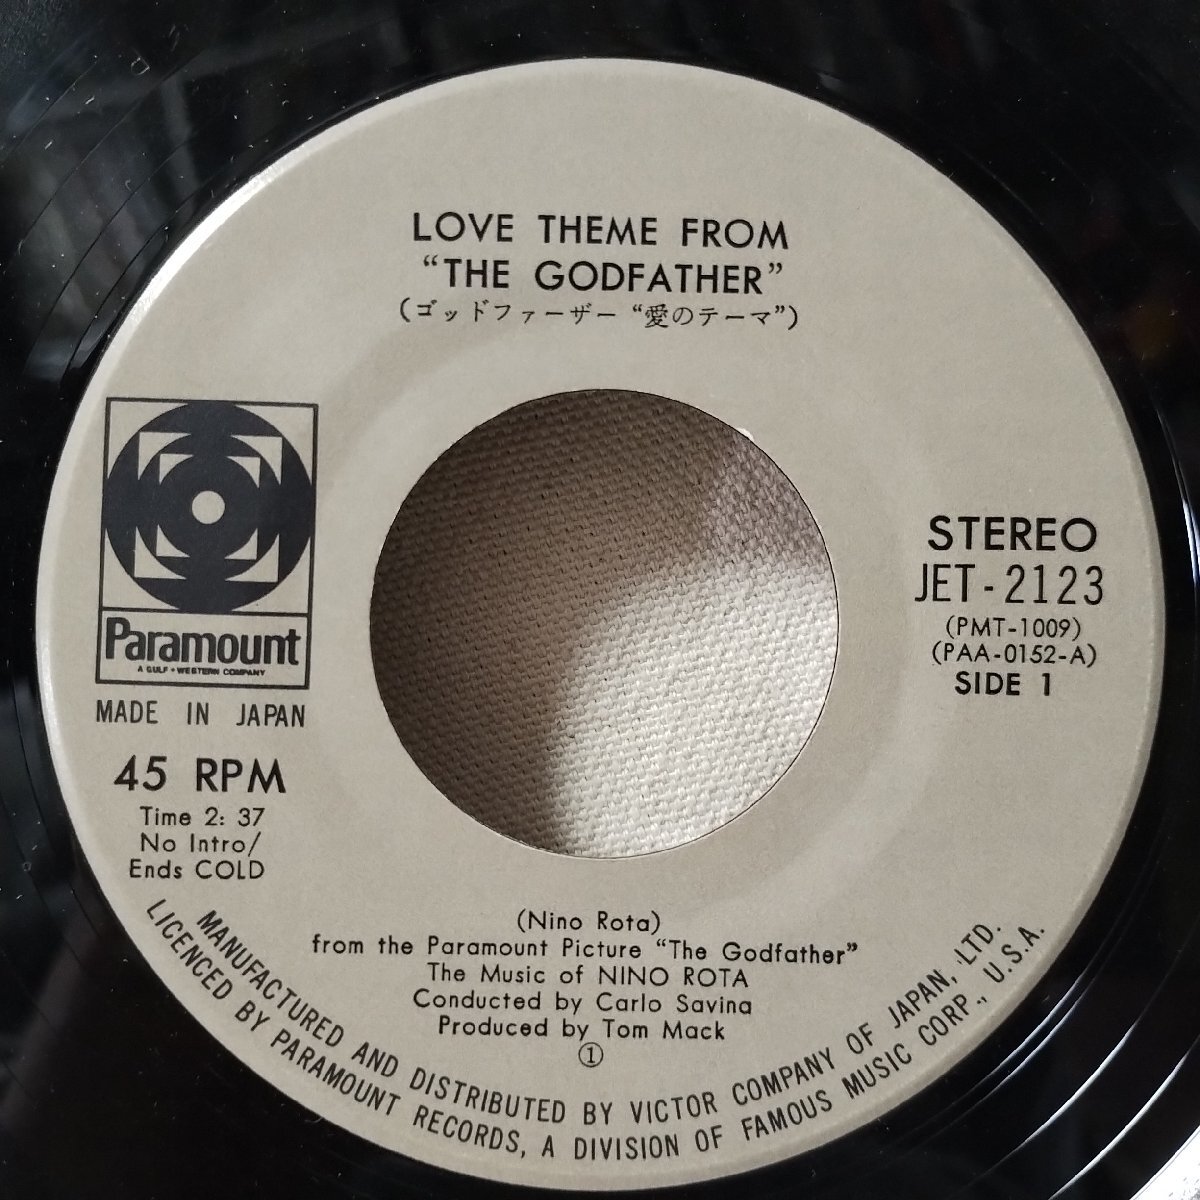 LOVE THEME FROM
“THE GODFATHER”
(ゴッドファーザー “愛のテーマ”)
Paramount
A GULF + WESTERN COMPANY
MADE IN JAPAN
45 RPM
Time 2: 37
No Intro/
Ends COLD
STEREO
JET-2123
(PMT-1009)
(PAA-0152-A)
SIDE 1
(Nino Rota)
from the Paramount Picture “The Godfather”
The Music of NINO ROTA
Conducted by Carlo Savina
Produced by Tom Mack
①
MANUFACTURED AND DISTRIBUTED BY VICTOR COMPANY OF JAPAN, LTD.
LICENCED BY PARAMOUNT RECORDS, A DIVISION OF FAMOUS MUSIC CORP., U.S.A.